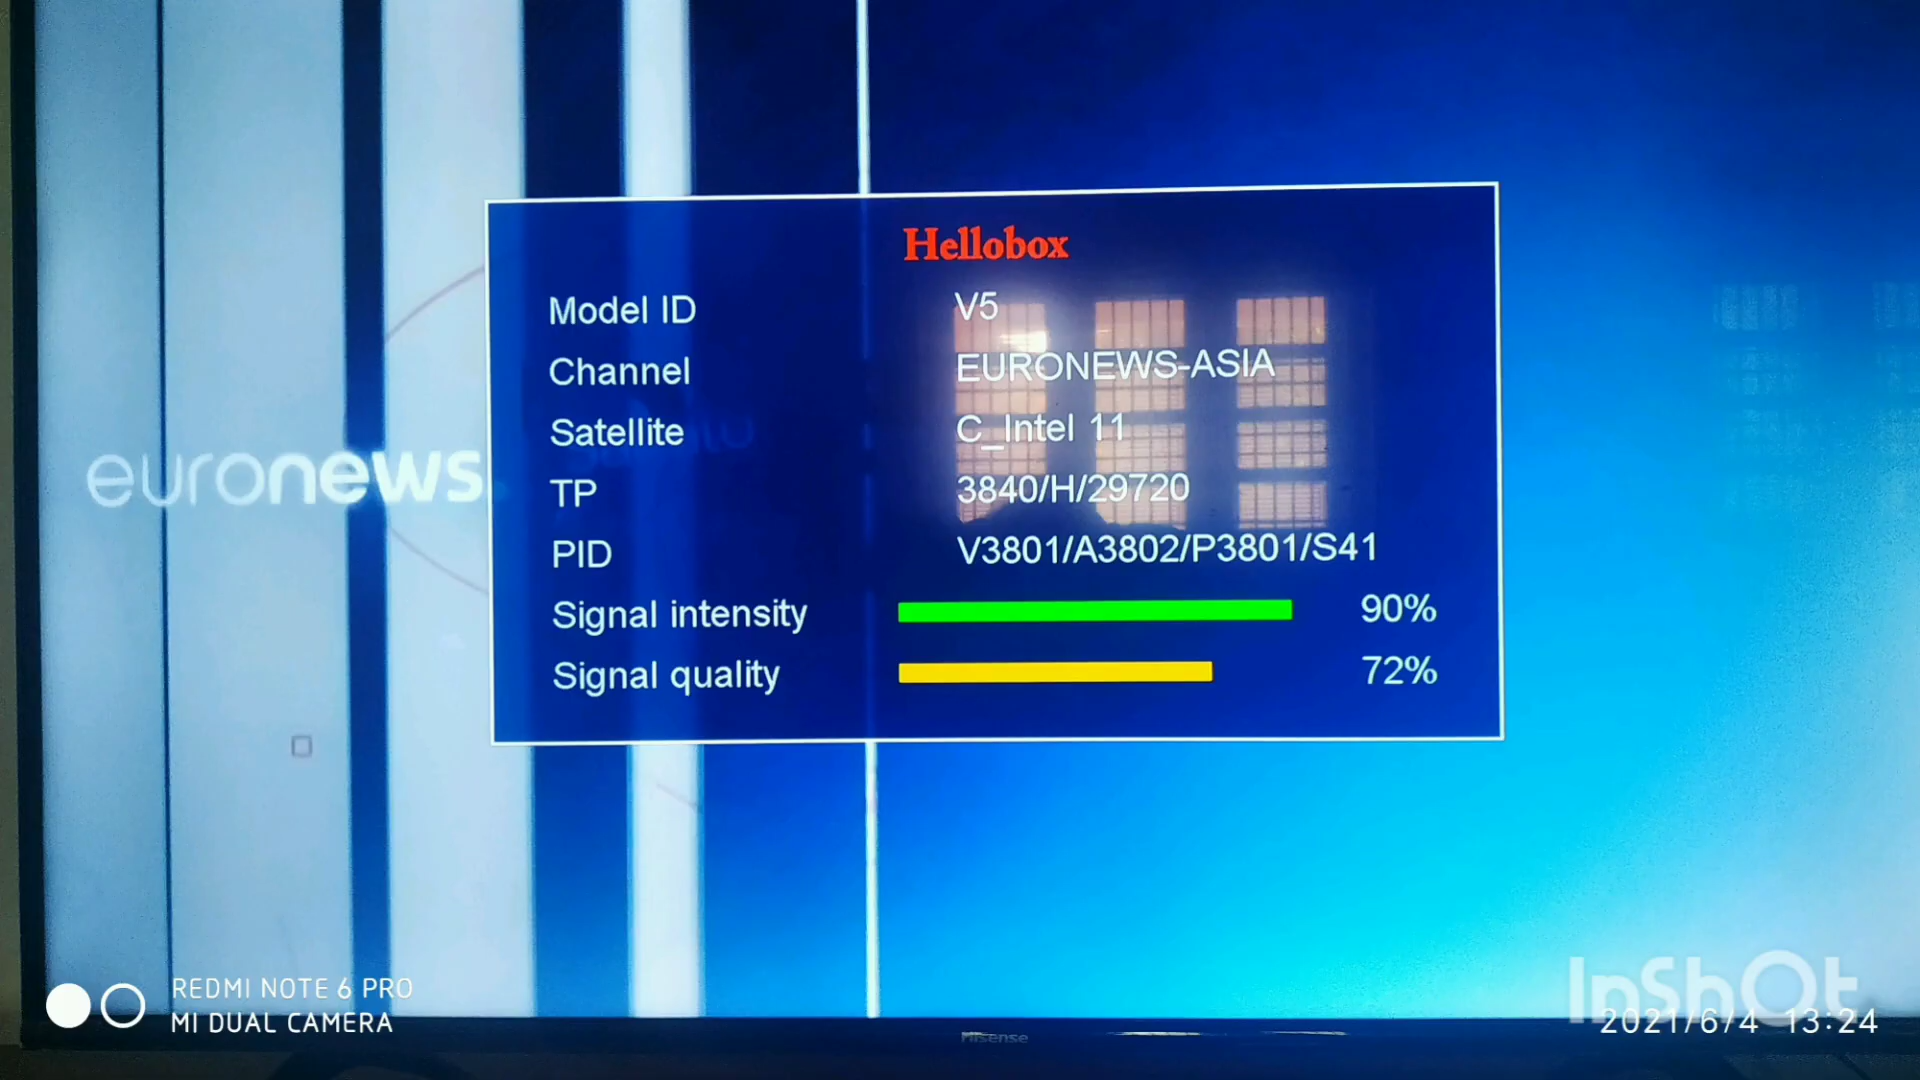 Hellobox
Model ID V5
Channel EURONEWS-ASIA
Satellite C_Intel 11
TP 3840/H/29720
PID V3801/A3802/P3801/S41
Signal intensity 90%
Signal quality 72%
euronews
REDMI NOTE 6 PRO
MI DUAL CAMERA
InShOt
2021/6/4 13:24
Hisense